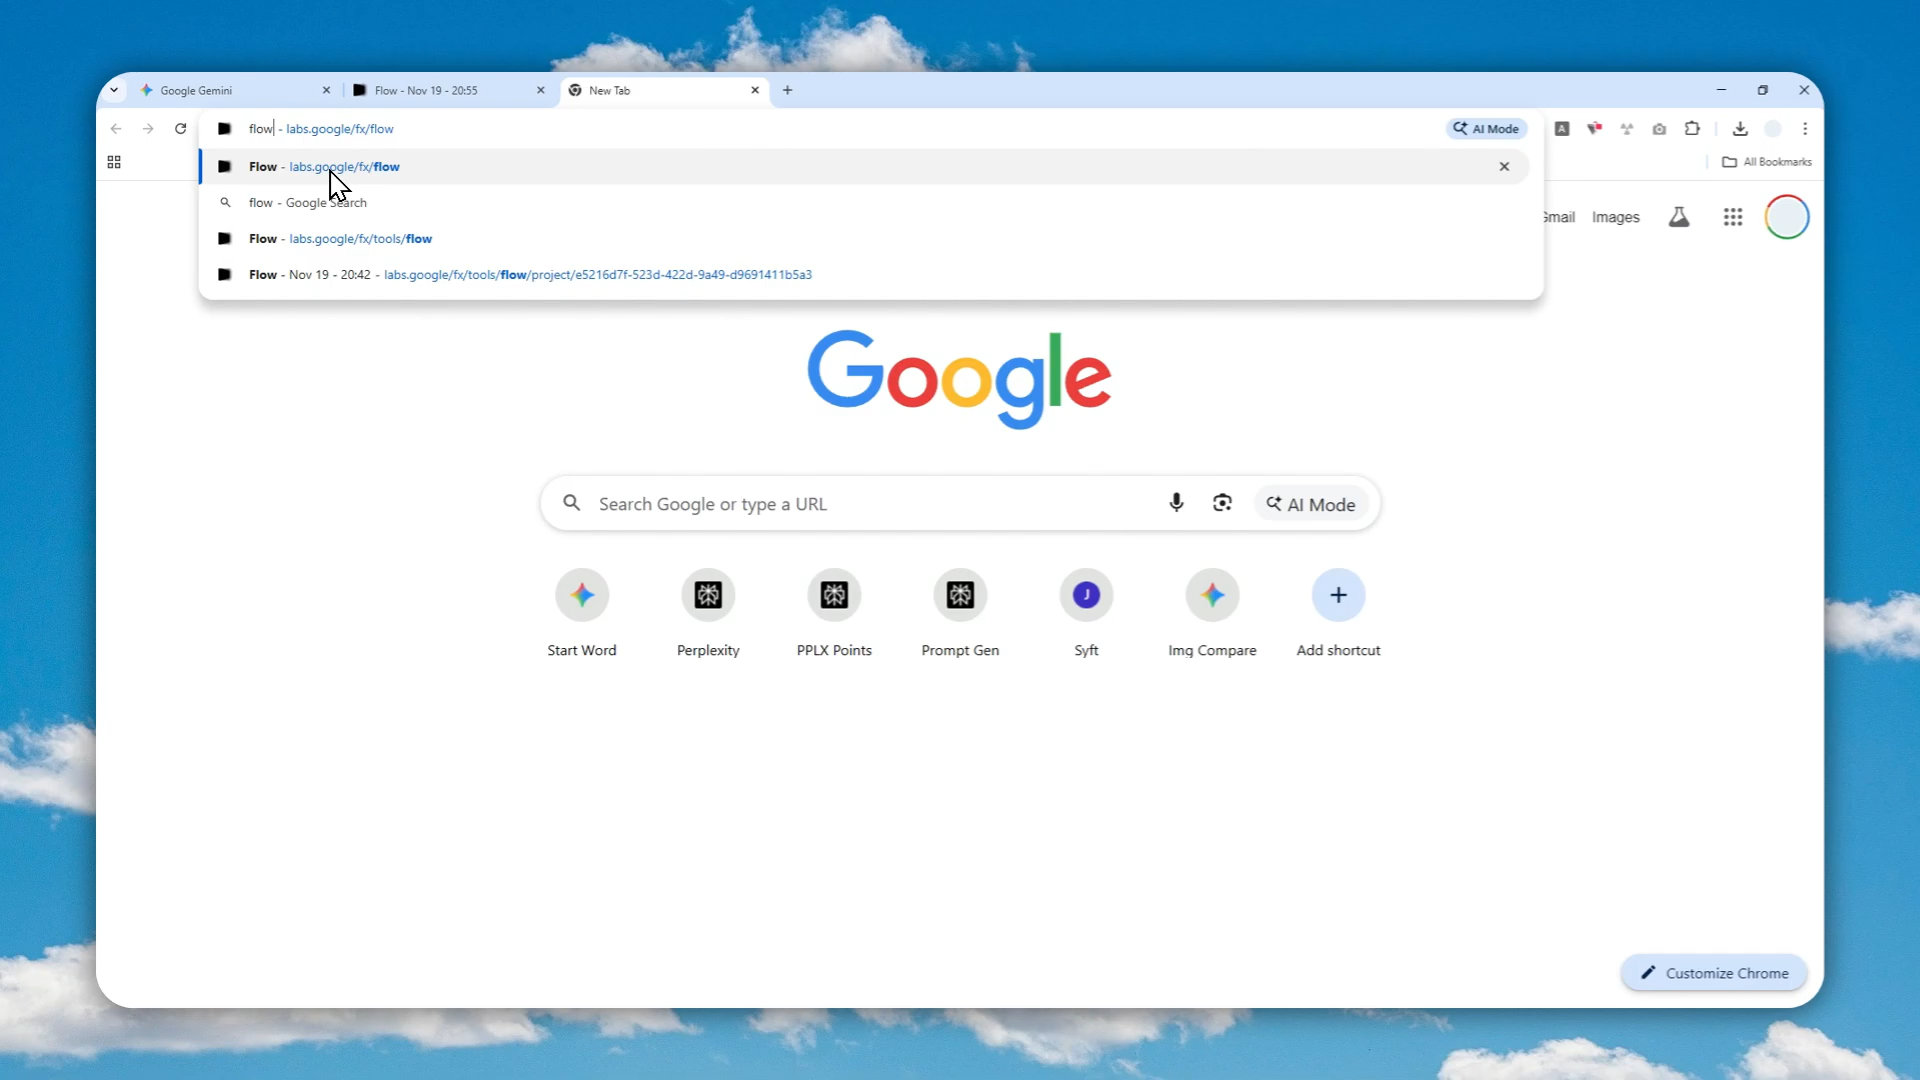 Google Gemini
Flow - Nov 19 - 20:55
New Tab
flow - labs.google/fx/flow
AI Mode
A
Flow - labs.google/fx/flow
All Bookmarks
flow - Google Search
Gmail
Images
Flow - labs.google/fx/tools/flow
Flow - Nov 19 - 20:42 - labs.google/fx/tools/flow/project/e5216d7f-523d-422d-9a49-d9691411b5a3
Google
Search Google or type a URL
AI Mode
J
Start Word
Perplexity
PPLX Points
Prompt Gen
Syft
Img Compare
Add shortcut
Customize Chrome